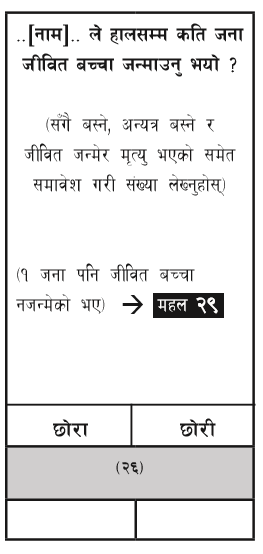 ..[नाम].. ले हालसम्म कति जना
जीवित बच्चा जन्माउनु भयो ?
(सँगै बस्ने, अन्यत्र बस्ने र
जीवित जन्मेर मृत्यु भएको समेत
समावेश गरी संख्या लेख्नुहोस्)
(१ जना पनि जीवित बच्चा
नजन्मेको भए) → महल २९
छोरा छोरी
(२६)